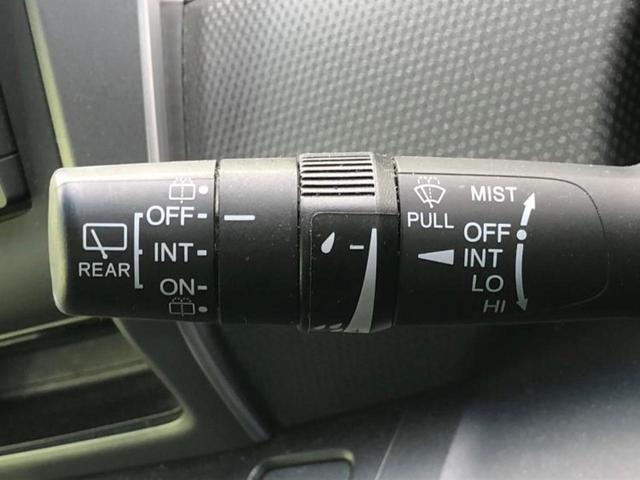 REAR
OFF
INT
ON
PULL
MIST
OFF
INT
LO
HI